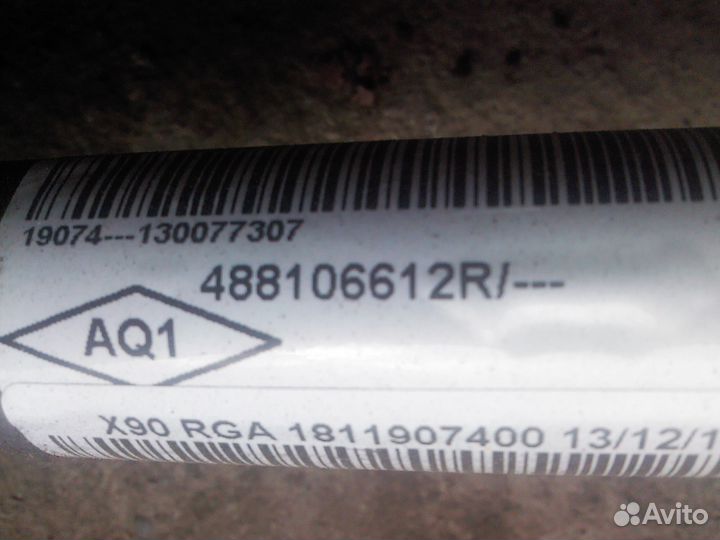 19074---130077307
488106612R/---
AQ1
X90 RGA 1811907400 13/12/1
Avito